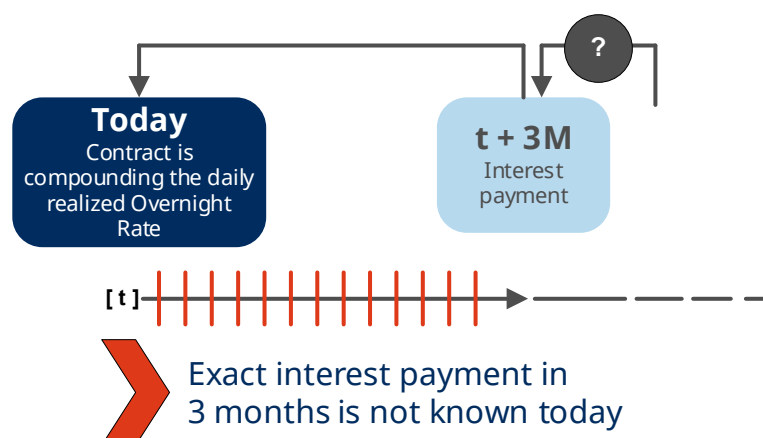 ?
Today
Contract is
compounding the daily
realized Overnight
Rate
t + 3M
Interest
payment
[ t ]
Exact interest payment in
3 months is not known today